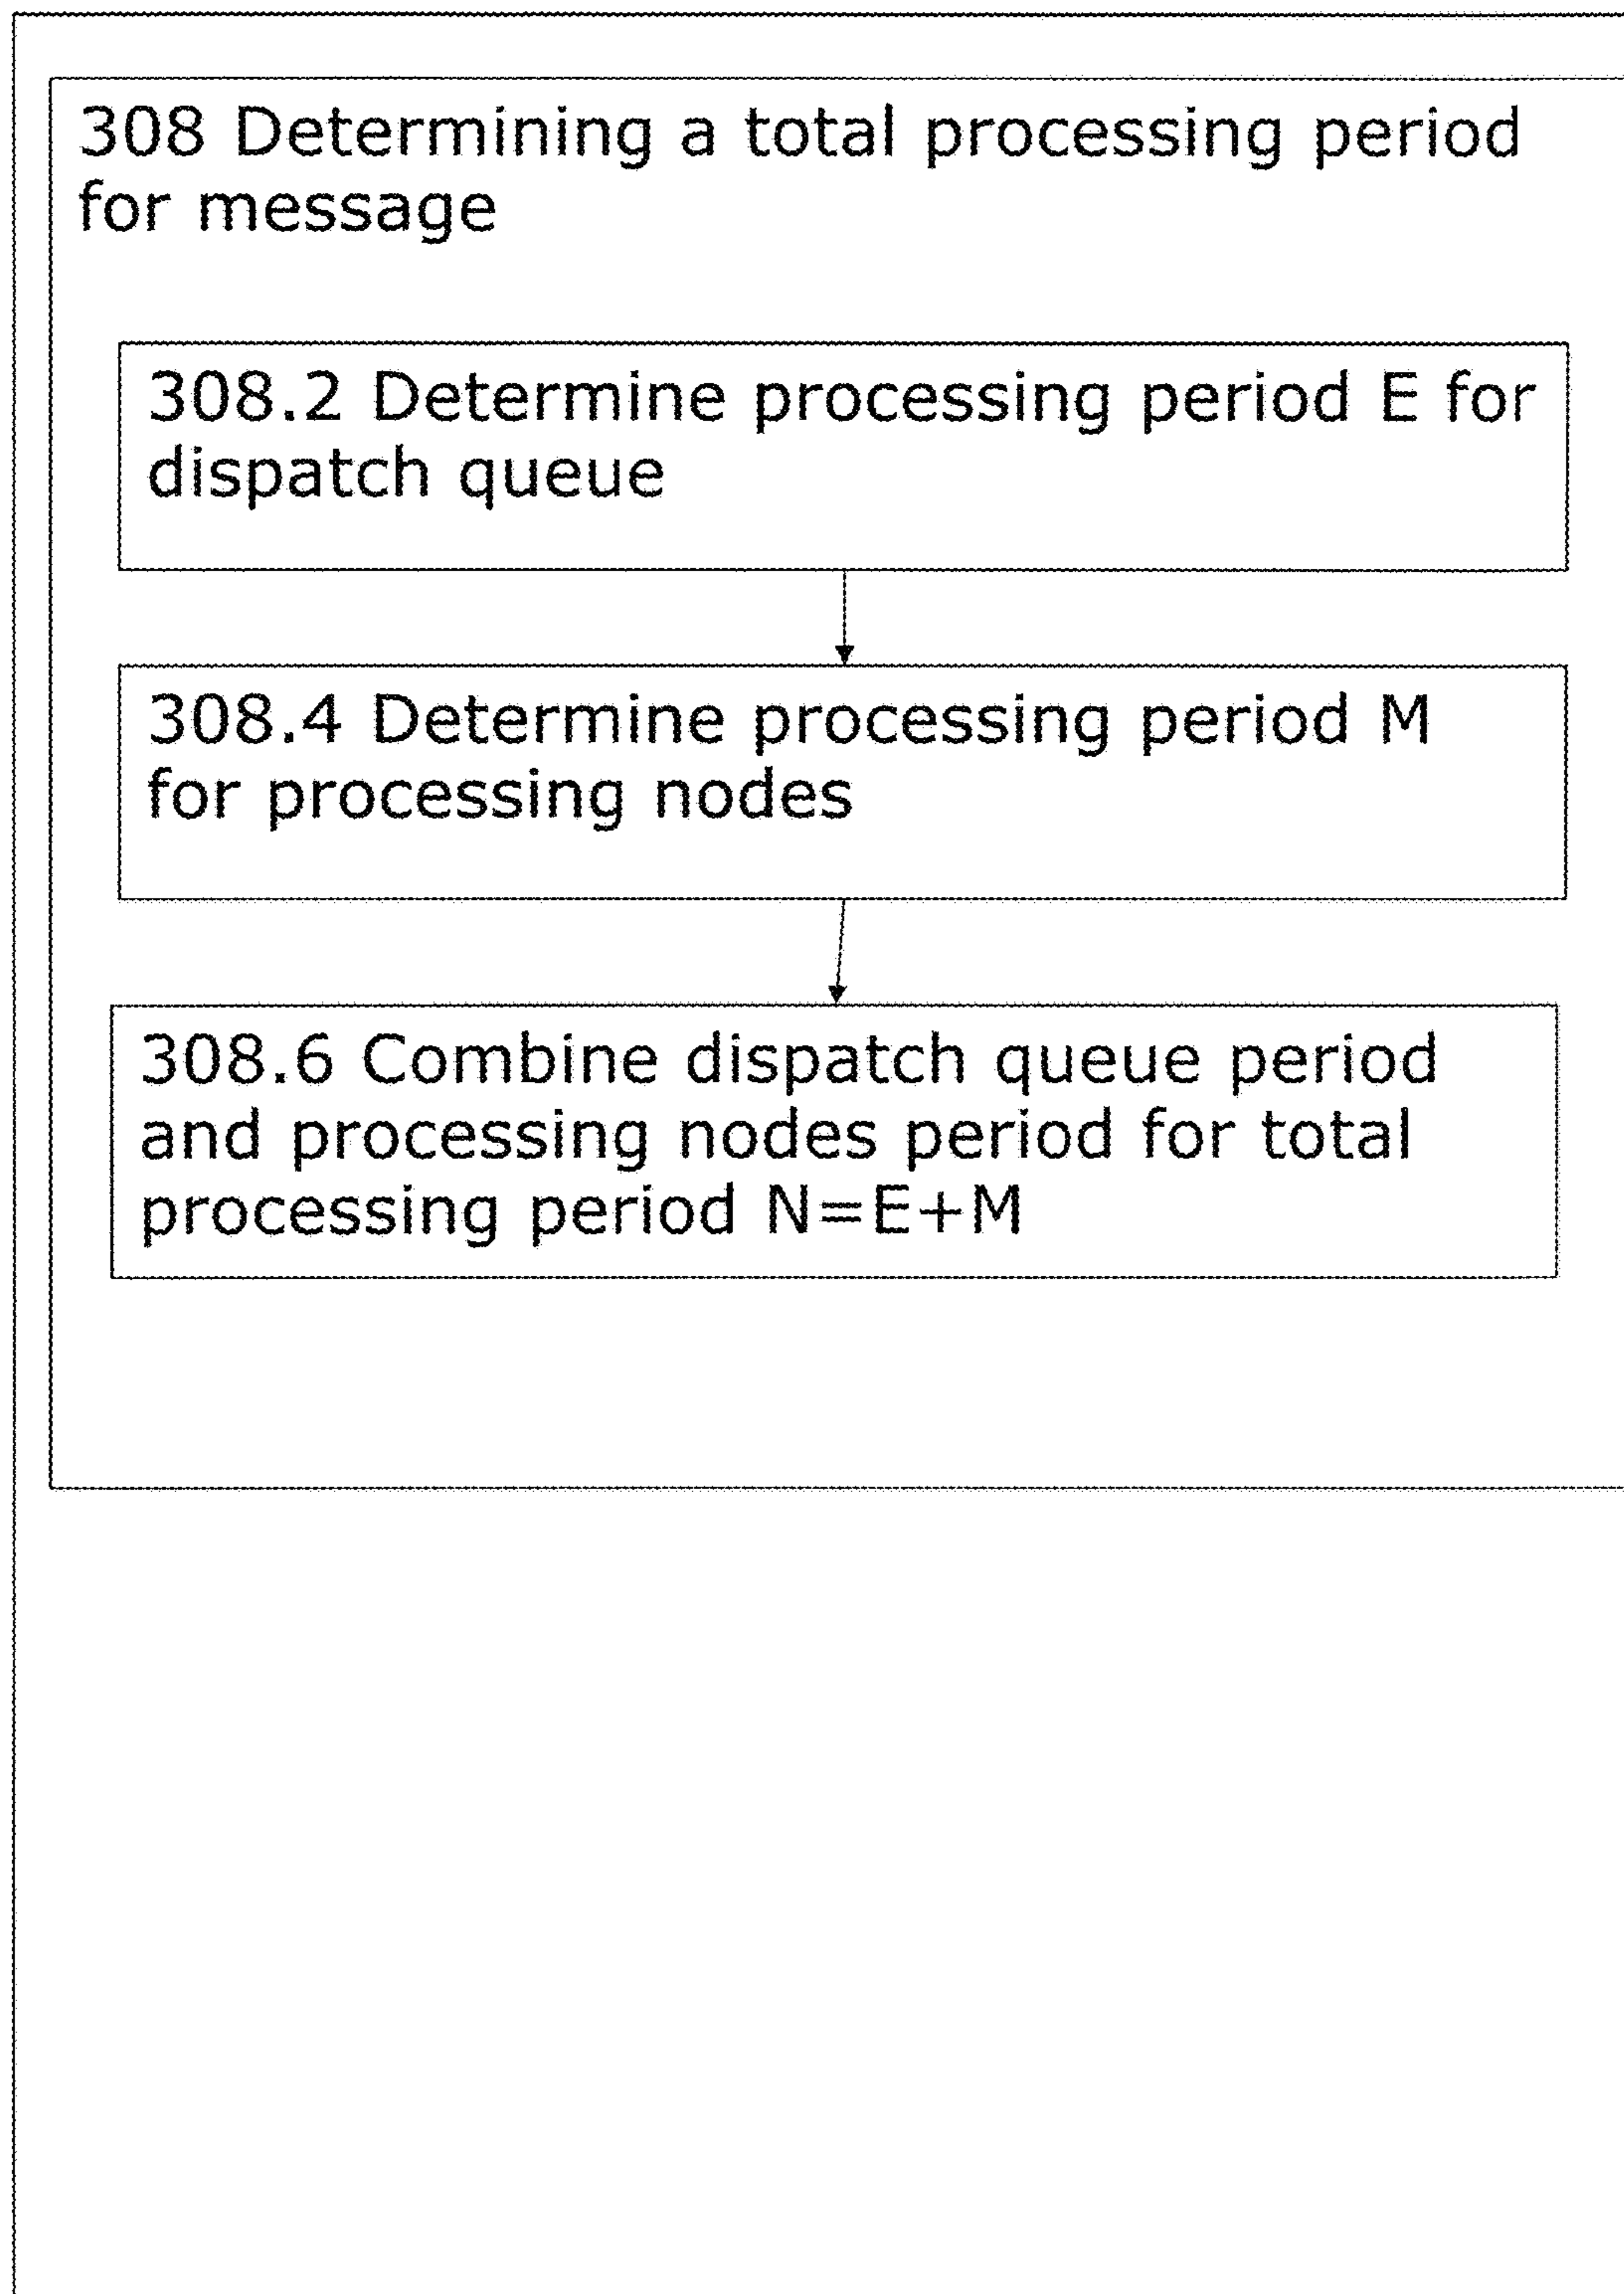 308 Determining a total processing period
for message
308.2 Determine processing period E for
dispatch queue
308.4 Determine processing period M
for processing nodes
308.6 Combine dispatch queue period
and processing nodes period for total
processing period N=E+M